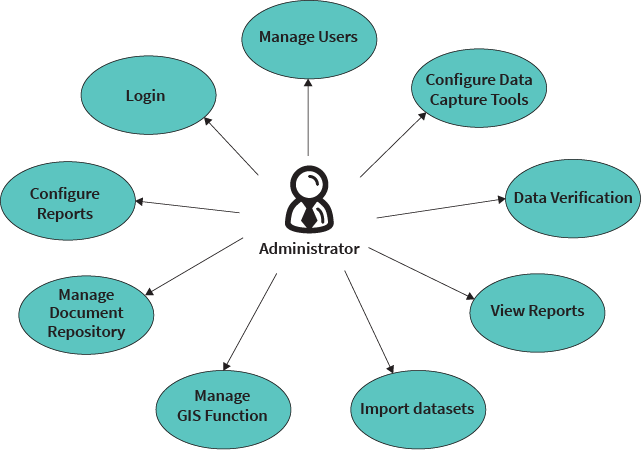 Manage Users
Configure Data
Capture Tools
Login
Data Verification
Configure
Reports
Administrator
Manage
Document
Repository
View Reports
Manage
GIS Function
Import datasets